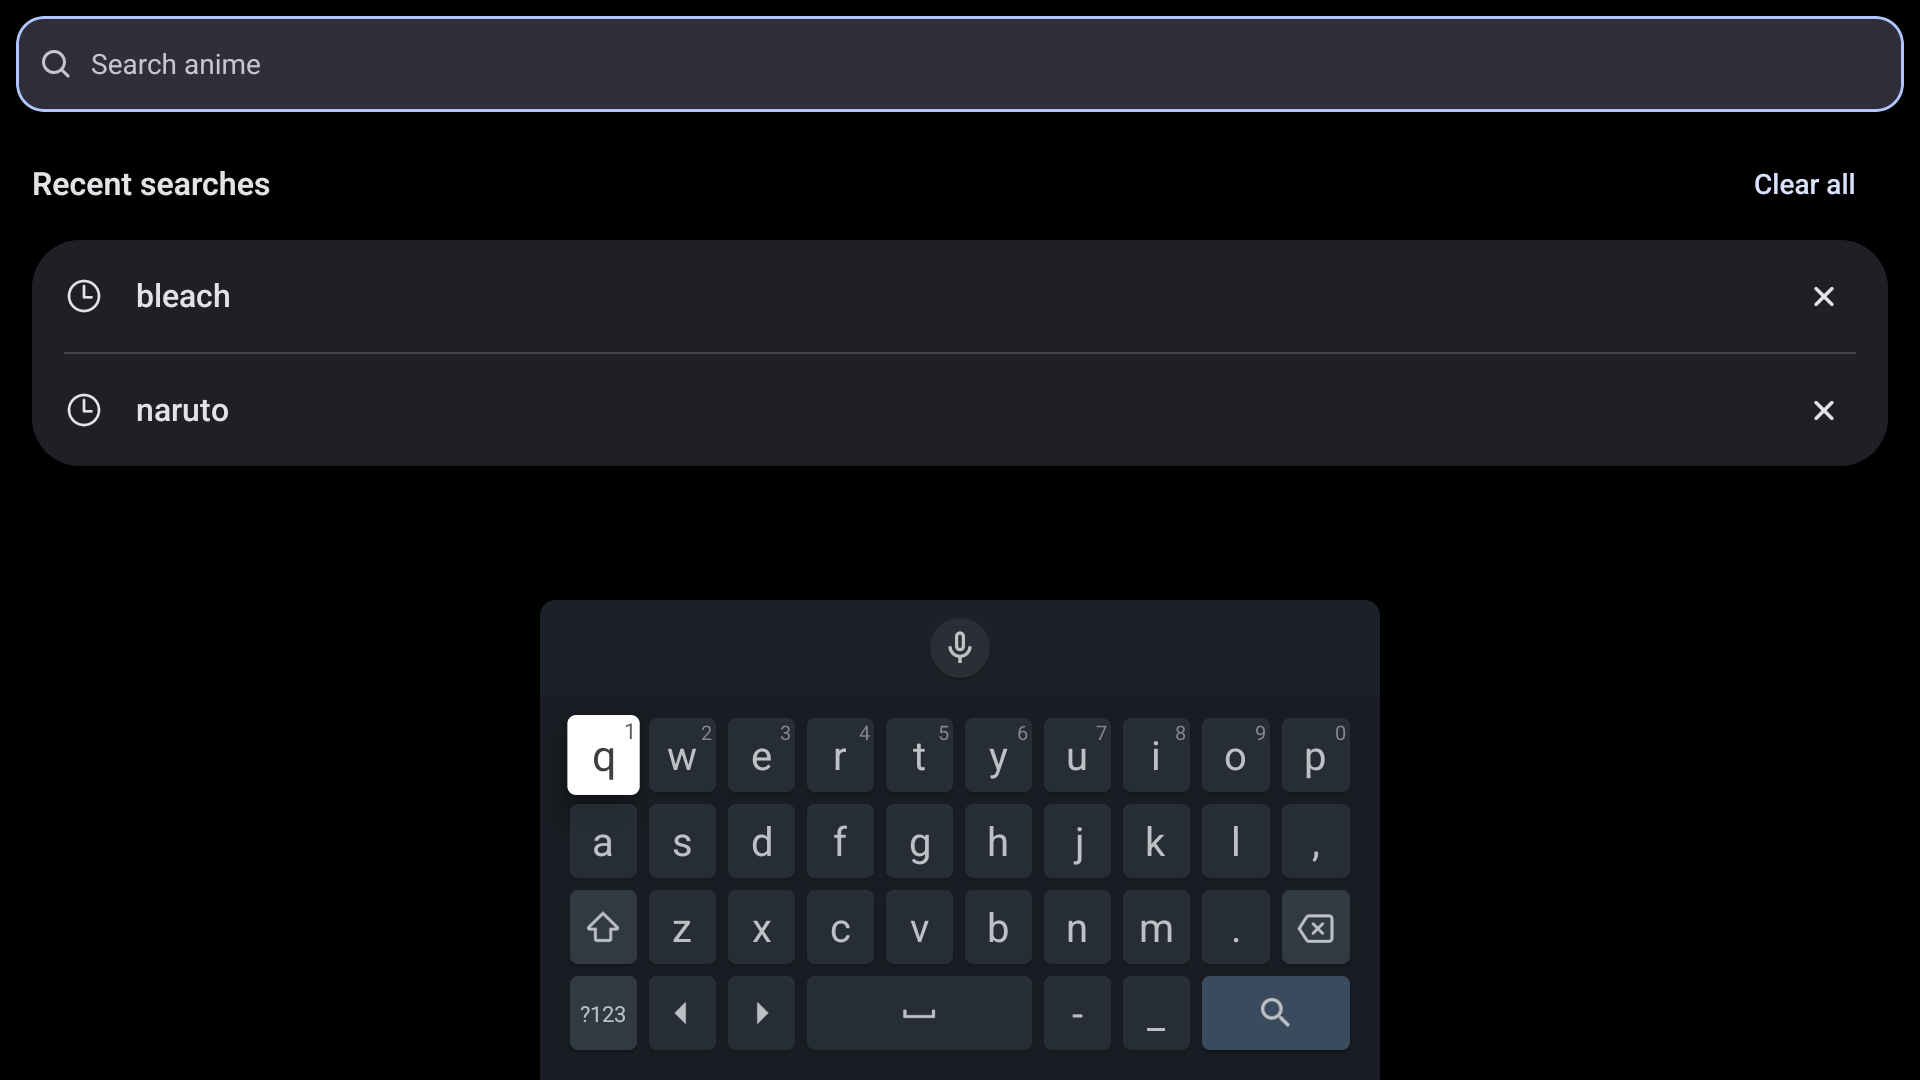 Search anime
Recent searches
Clear all
bleach
naruto
q 1 w 2 e 3 r 4 t 5 y 6 u 7 i 8 o 9 p 0
a s d f g h j k l ,
z x c v b n m .
?123 - _